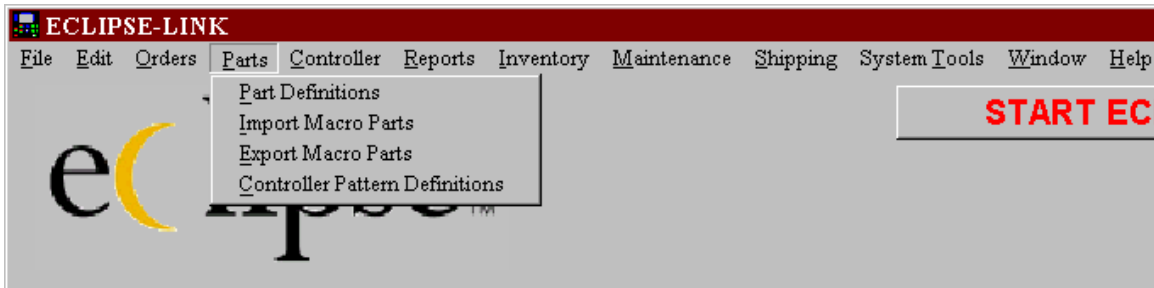 ECLIPSE-LINK
File Edit Orders Parts Controller Reports Inventory Maintenance Shipping System Tools Window Help
Part Definitions
Import Macro Parts
Export Macro Parts
Controller Pattern Definitions
START EC